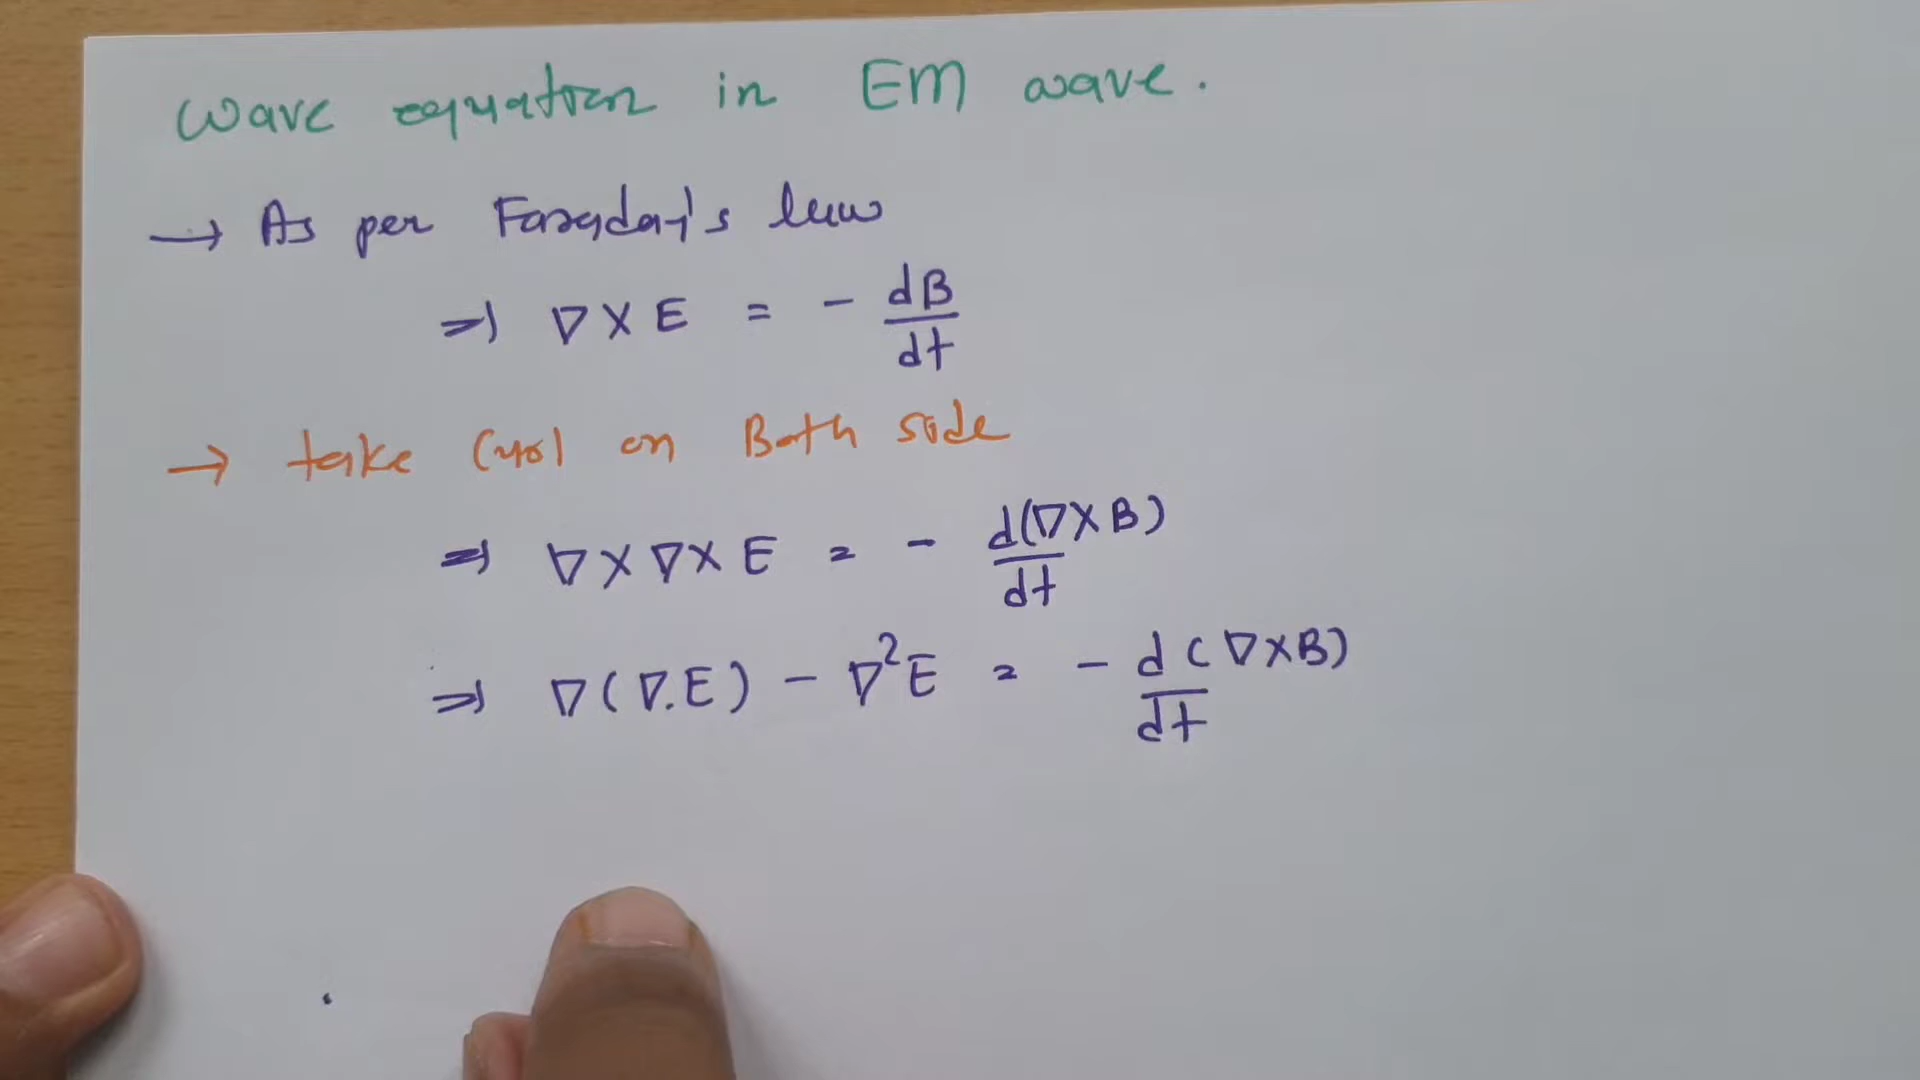 Wave equation in EM wave.
→ As per Faraday's law
⇒ ∇ X E = - dB/dt
→ take Curl on Both side
⇒ ∇ X ∇ X E = - d(∇ X B)/dt
⇒ ∇(∇.E) - ∇²E = - d(∇ X B)/dt